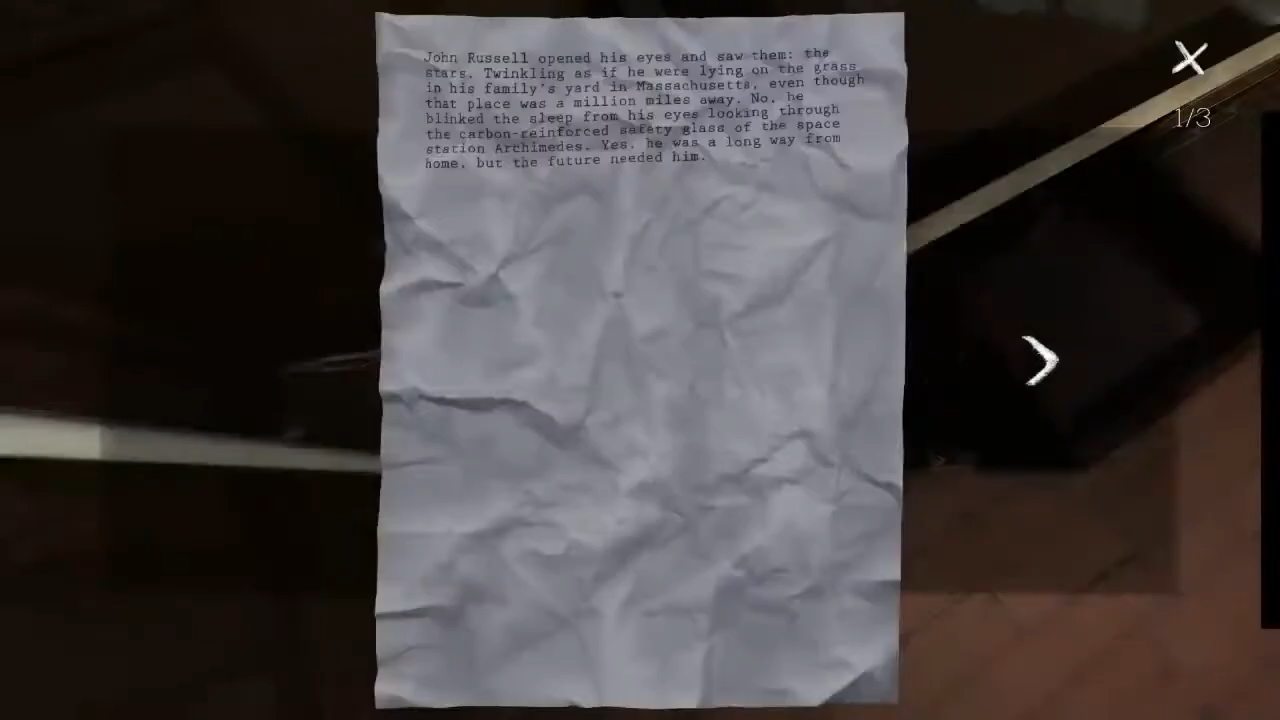 John Russell opened his eyes and saw them: the
stars. Twinkling as if he were lying on the grass
in his family's yard in Massachusetts, even though
that place was a million miles away. No, he
blinked the sleep from his eyes looking through
the carbon-reinforced safety glass of the space
station Archimedes. Yes, he was a long way from
home, but the future needed him.
1/3